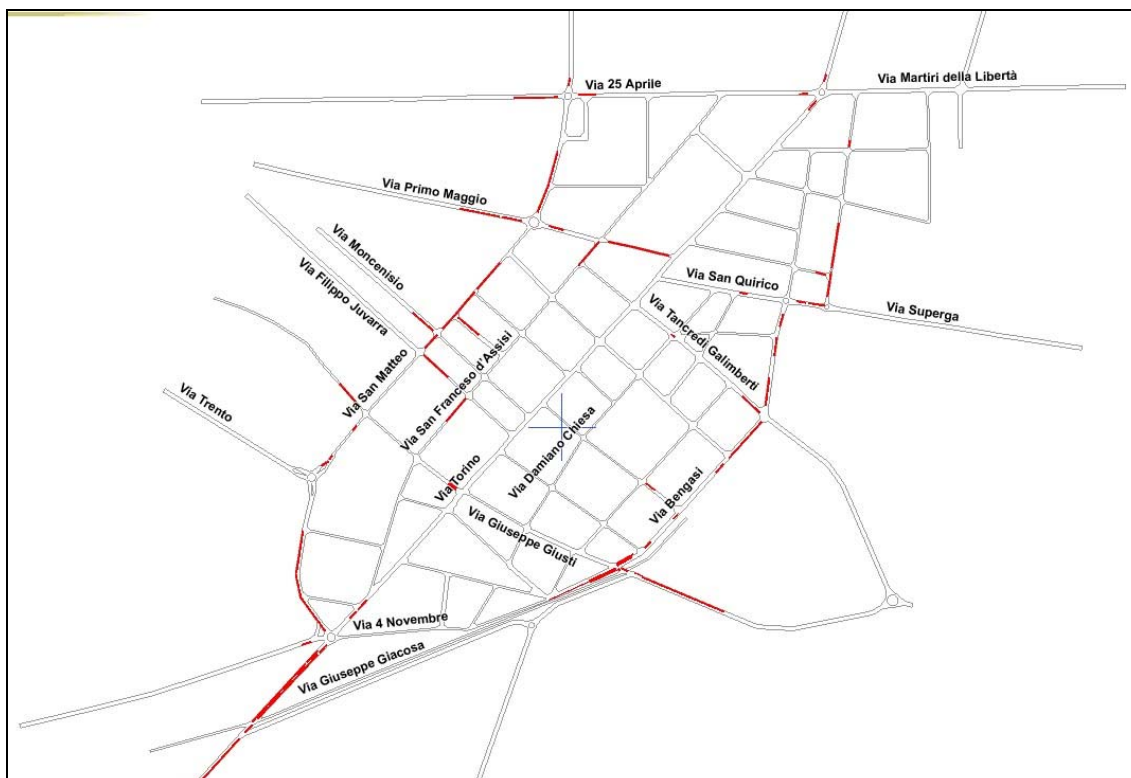 Via 25 Aprile
Via Martiri della Libertà
Via Primo Maggio
Via Moncenisio
Via Filippo Juvarra
Via San Quirico
Via Superga
Via Tancredi Galimberti
Via San Matteo
Via San Franceso d'Assisi
Via Trento
Via Torino
Via Damiano Chiesa
Via Bengasi
Via Giuseppe Giusti
Via 4 Novembre
Via Giuseppe Giacosa